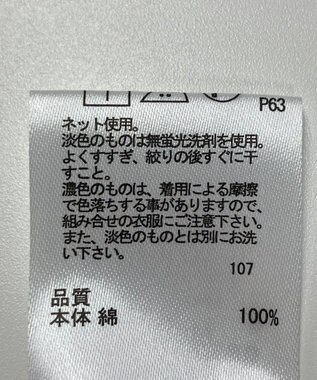 P63
ネット使用。
淡色のものは無蛍光洗剤を使用。
よくすすぎ、絞りの後すぐに干
すこと。
濃色のものは、着用による摩擦
で色落ちする事がありますので、
組み合せの衣服にご注意下さい。
また、淡色のものとは別にお洗
い下さい。
107
品質
本体 綿 100%